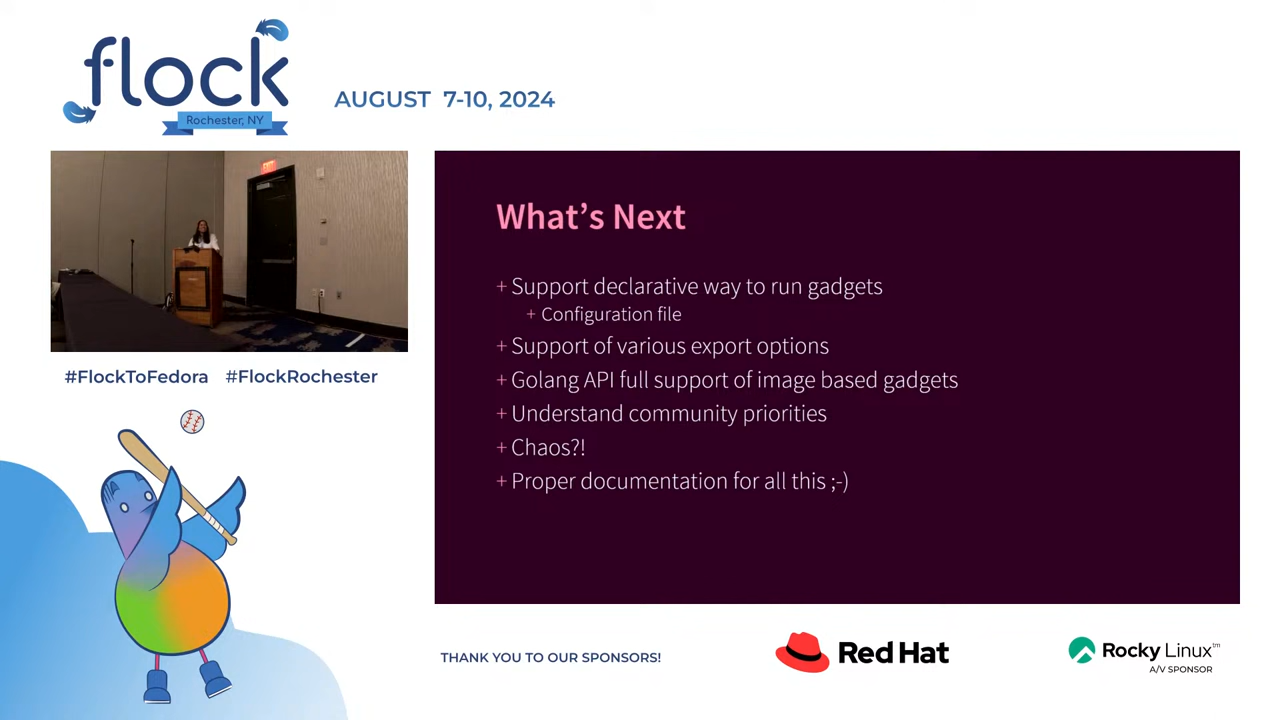 flock
Rochester, NY
AUGUST 7-10, 2024
What's Next
+ Support declarative way to run gadgets
+ Configuration file
+ Support of various export options
+ Golang API full support of image based gadgets
+ Understand community priorities
+ Chaos?!
+ Proper documentation for all this ;-)
#FlockToFedora #FlockRochester
THANK YOU TO OUR SPONSORS!
Red Hat
Rocky Linux™
A/V SPONSOR